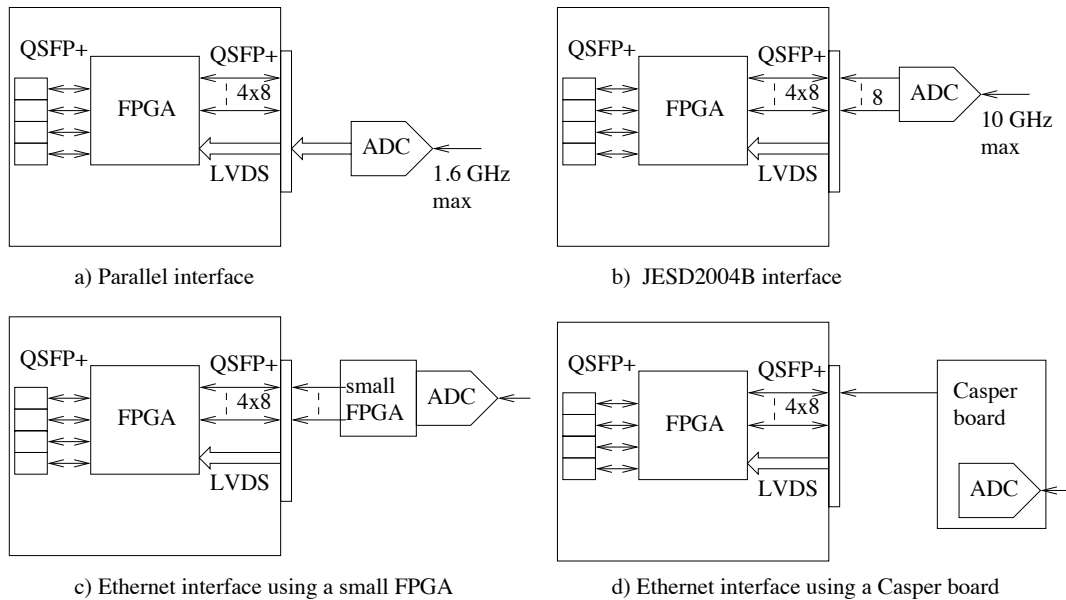 QSFP+
QSFP+
FPGA
4x8
LVDS
ADC
1.6 GHz
max
a) Parallel interface
QSFP+
QSFP+
FPGA
4x8
LVDS
8
ADC
10 GHz
max
b) JESD2004B interface
QSFP+
QSFP+
FPGA
4x8
LVDS
small
FPGA
ADC
c) Ethernet interface using a small FPGA
QSFP+
QSFP+
FPGA
4x8
LVDS
Casper
board
ADC
d) Ethernet interface using a Casper board